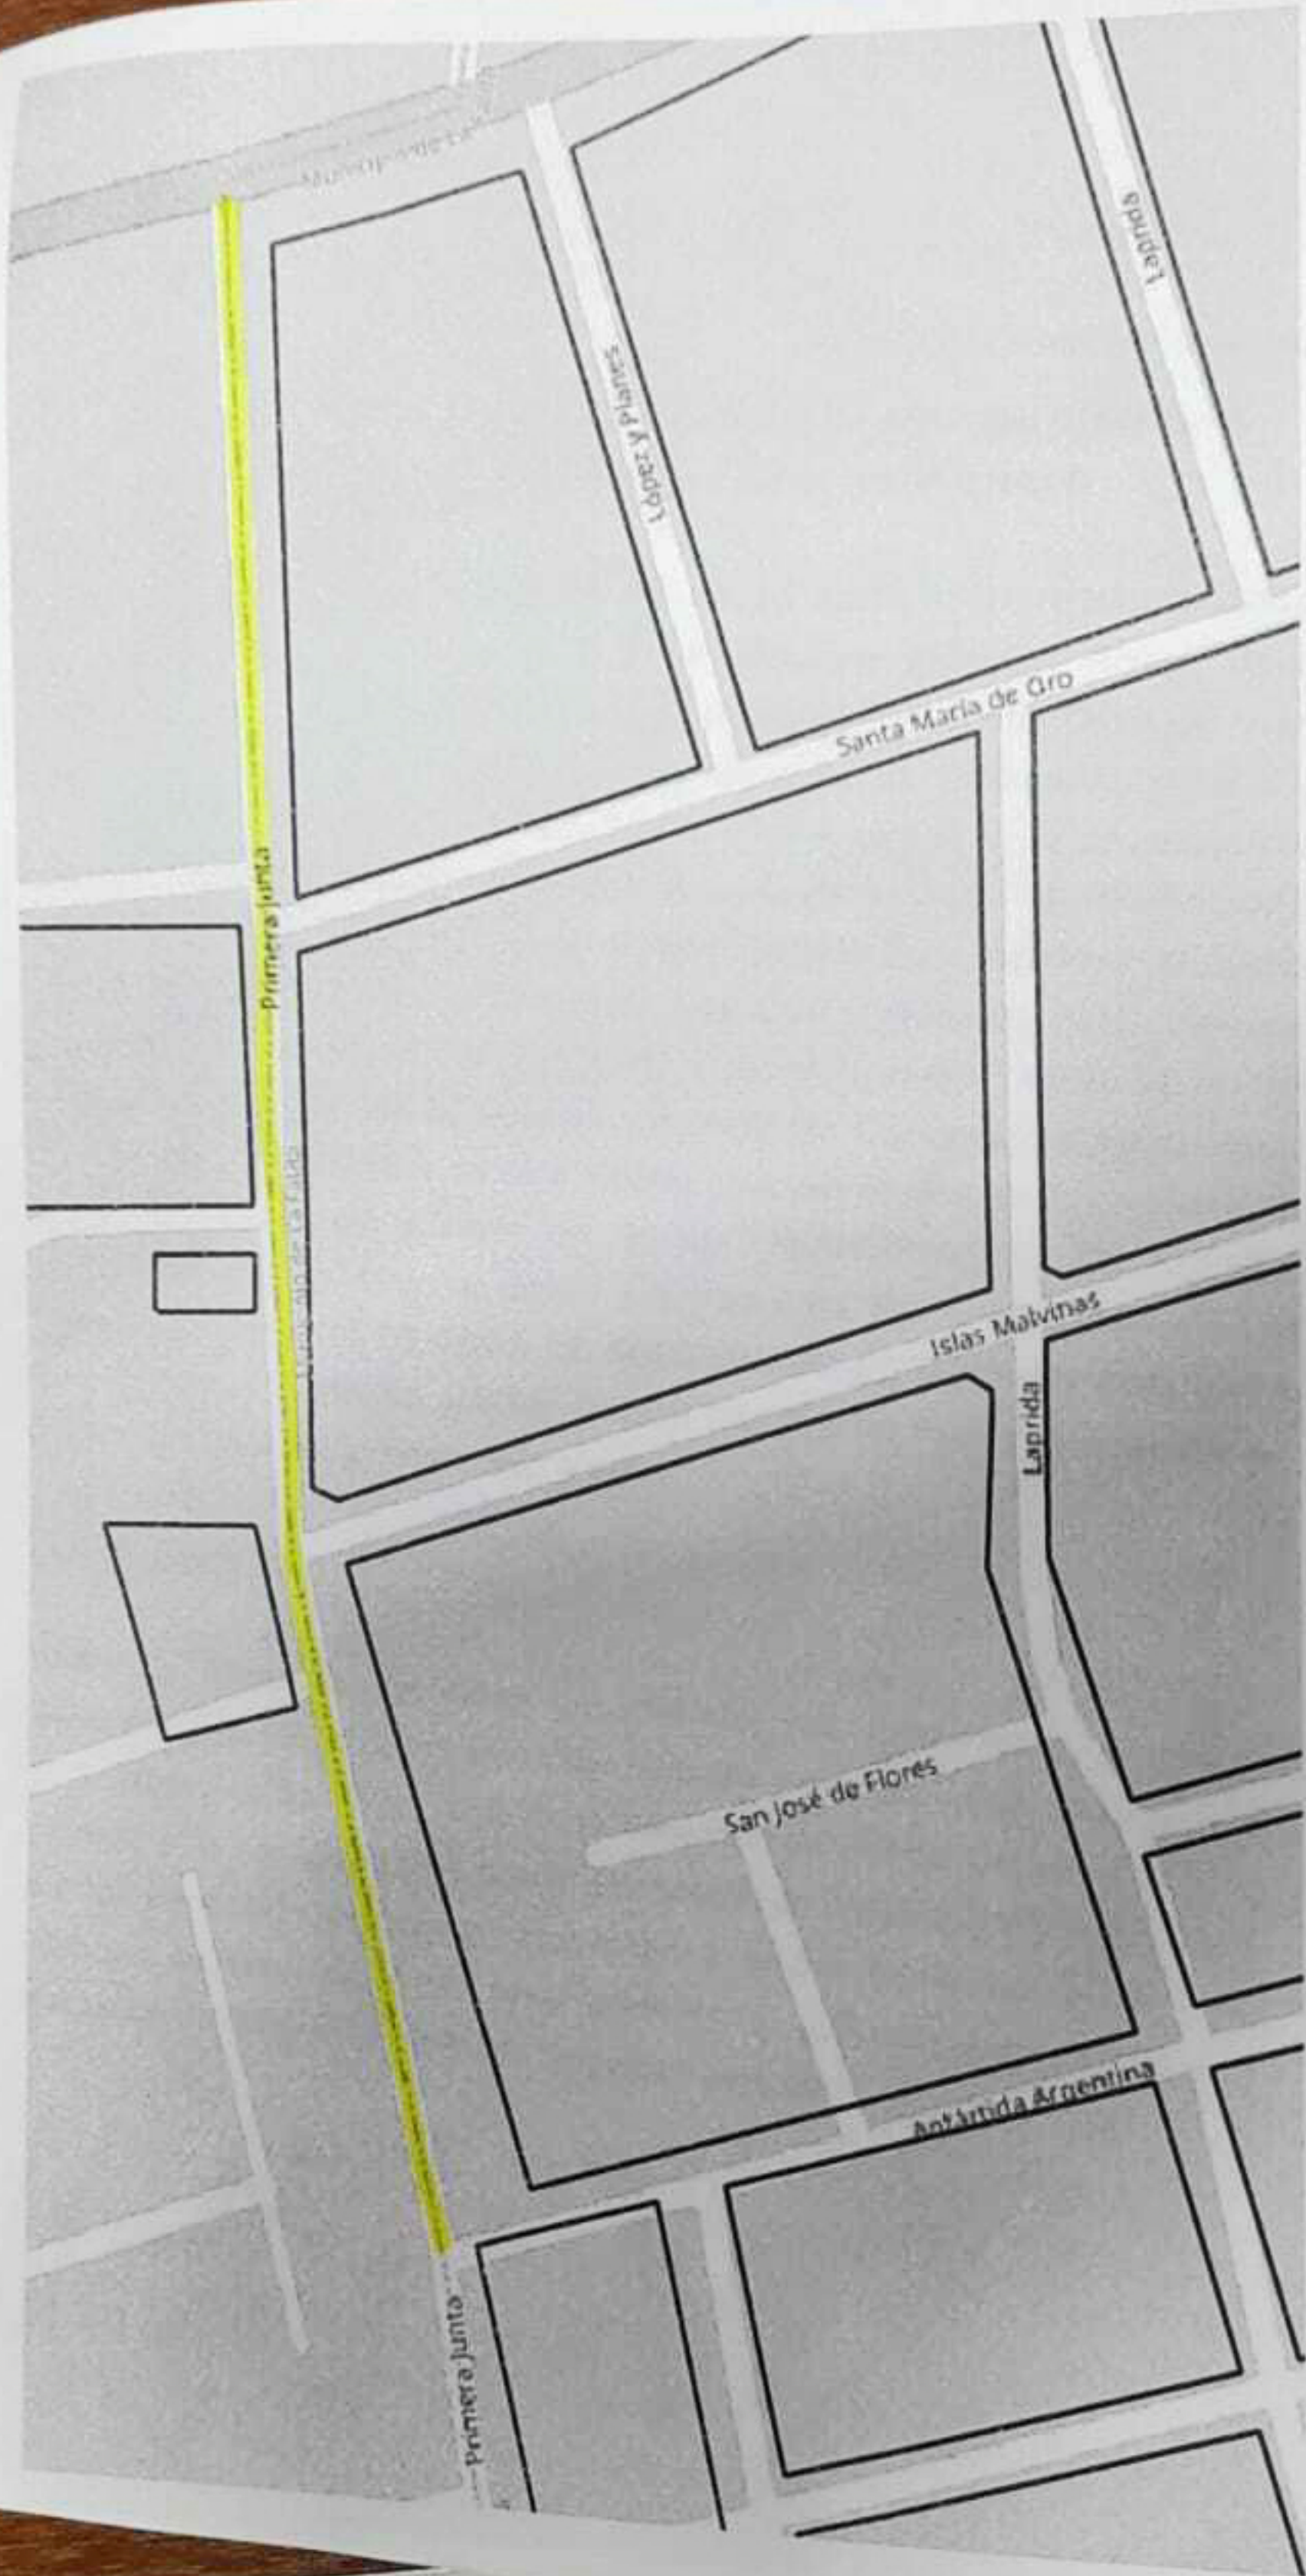 Laprida
López y Planes
Santa María de Oro
Primera Junta
Islas Malvinas
Laprida
San José de Flores
Antártida Argentina
Primera Junta